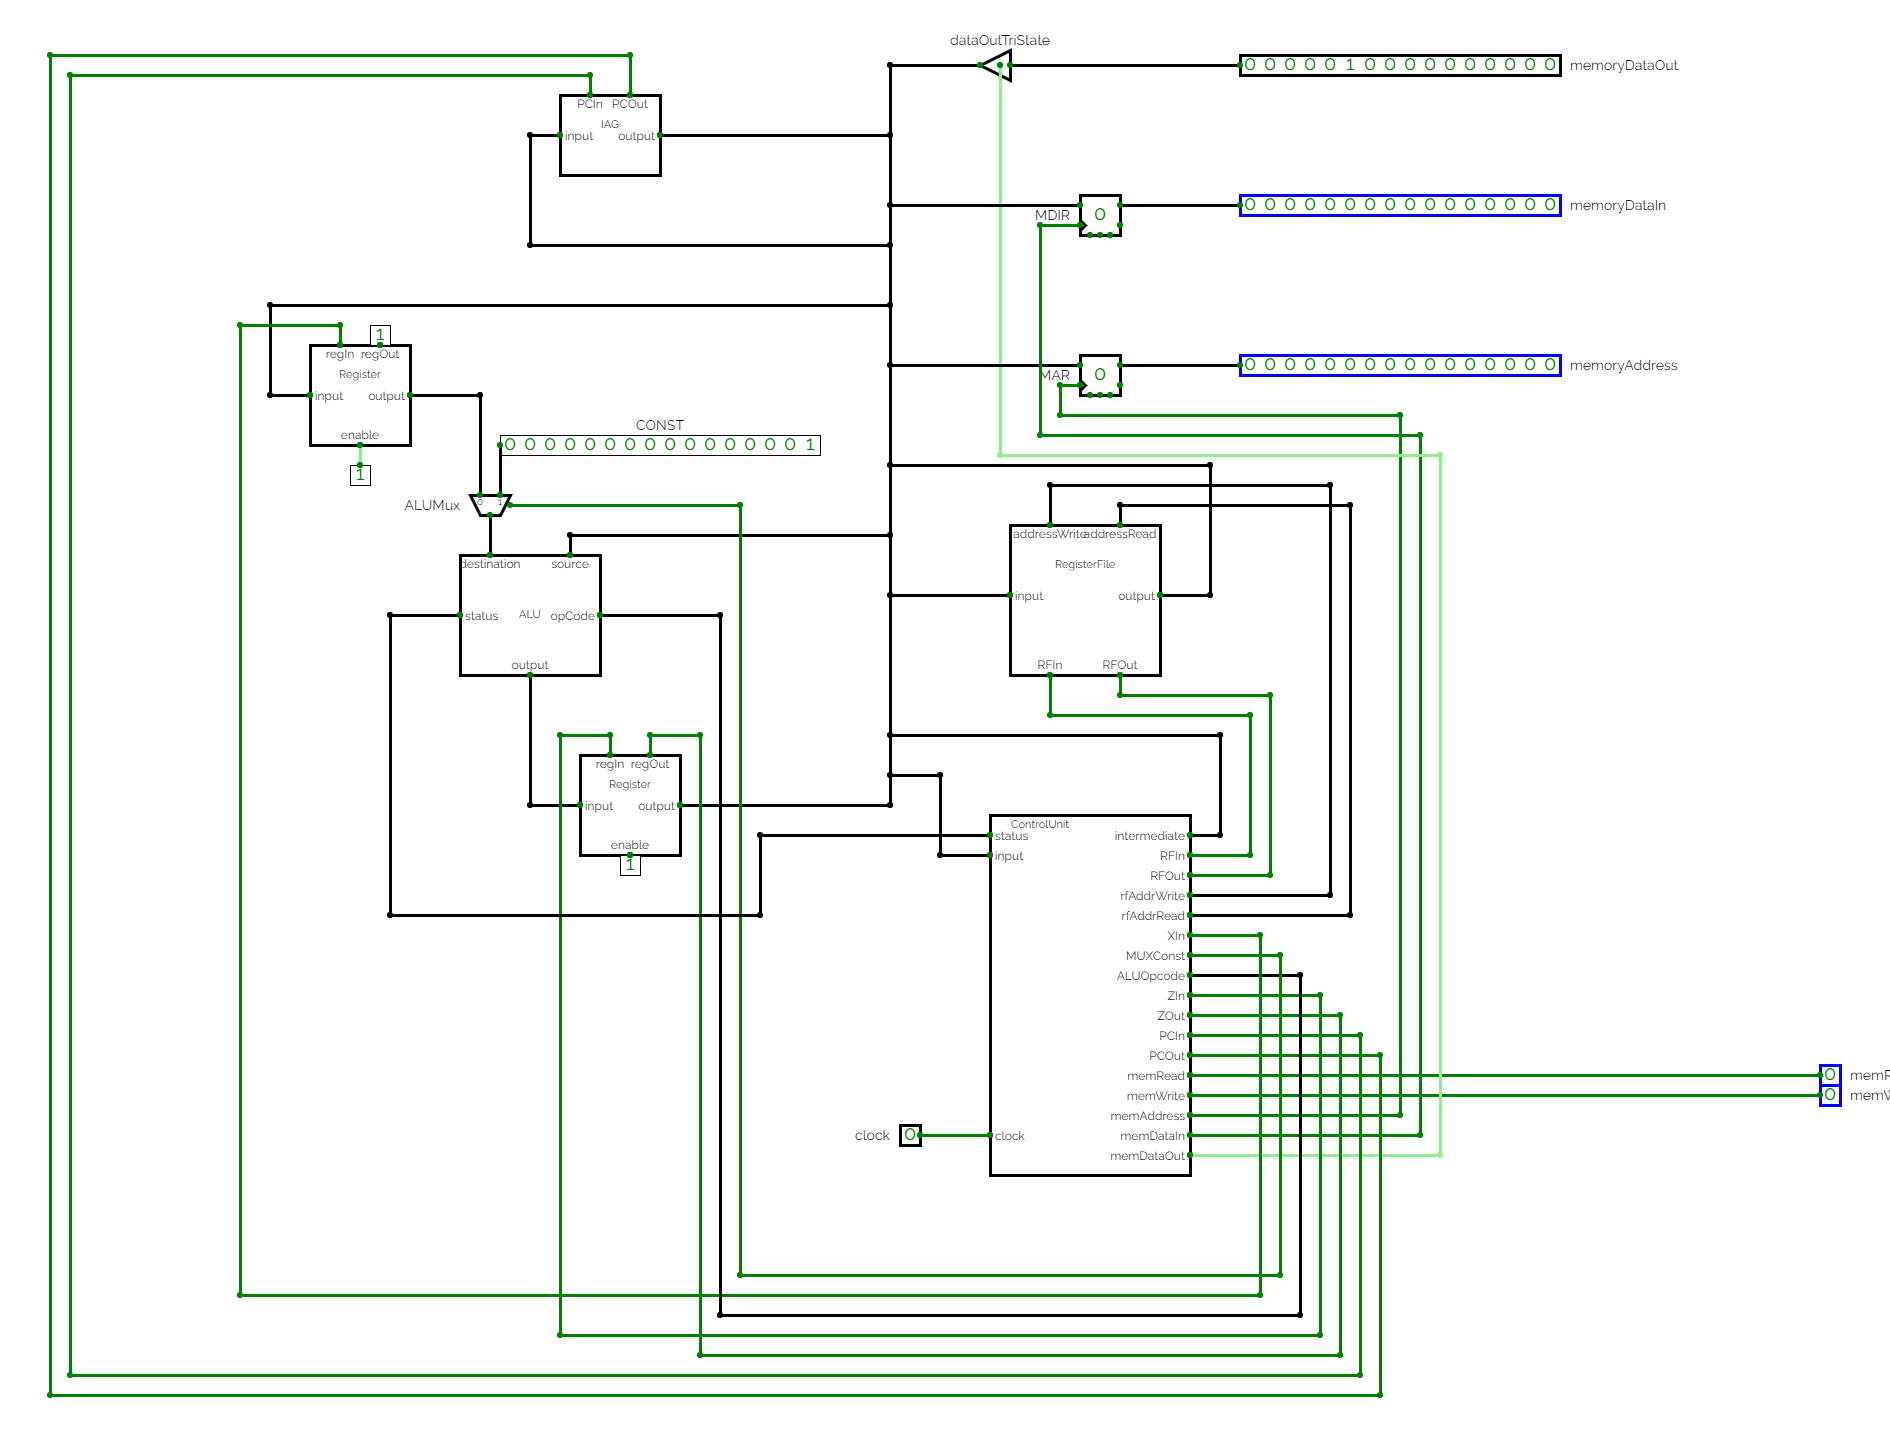 dataOutTriState
0 0 0 0 0 1 0 0 0 0 0 0 0 0 0 0 memoryDataOut
PCIn PCOut
IAG
input output
MDIR 0 0 0 0 0 0 0 0 0 0 0 0 0 0 0 0 0 memoryDataIn
1
regIn regOut
Register
input output
enable
1
MAR 0 0 0 0 0 0 0 0 0 0 0 0 0 0 0 0 0 memoryAddress
CONST
0 0 0 0 0 0 0 0 0 0 0 0 0 0 0 1
ALUMux 0 1
destination source
status ALU opCode
output
addressWrite addressRead
RegisterFile
input output
RFIn RFOut
regIn regOut
Register
input output
enable
1
ControlUnit
status intermediate
input RFIn
RFOut
rfAddrWrite
rfAddrRead
XIn
MUXConst
ALUOpcode
ZIn
ZOut
PCIn
PCOut
memRead 0
memWrite 0
memAddress
clock 0 clock memDataIn
memDataOut